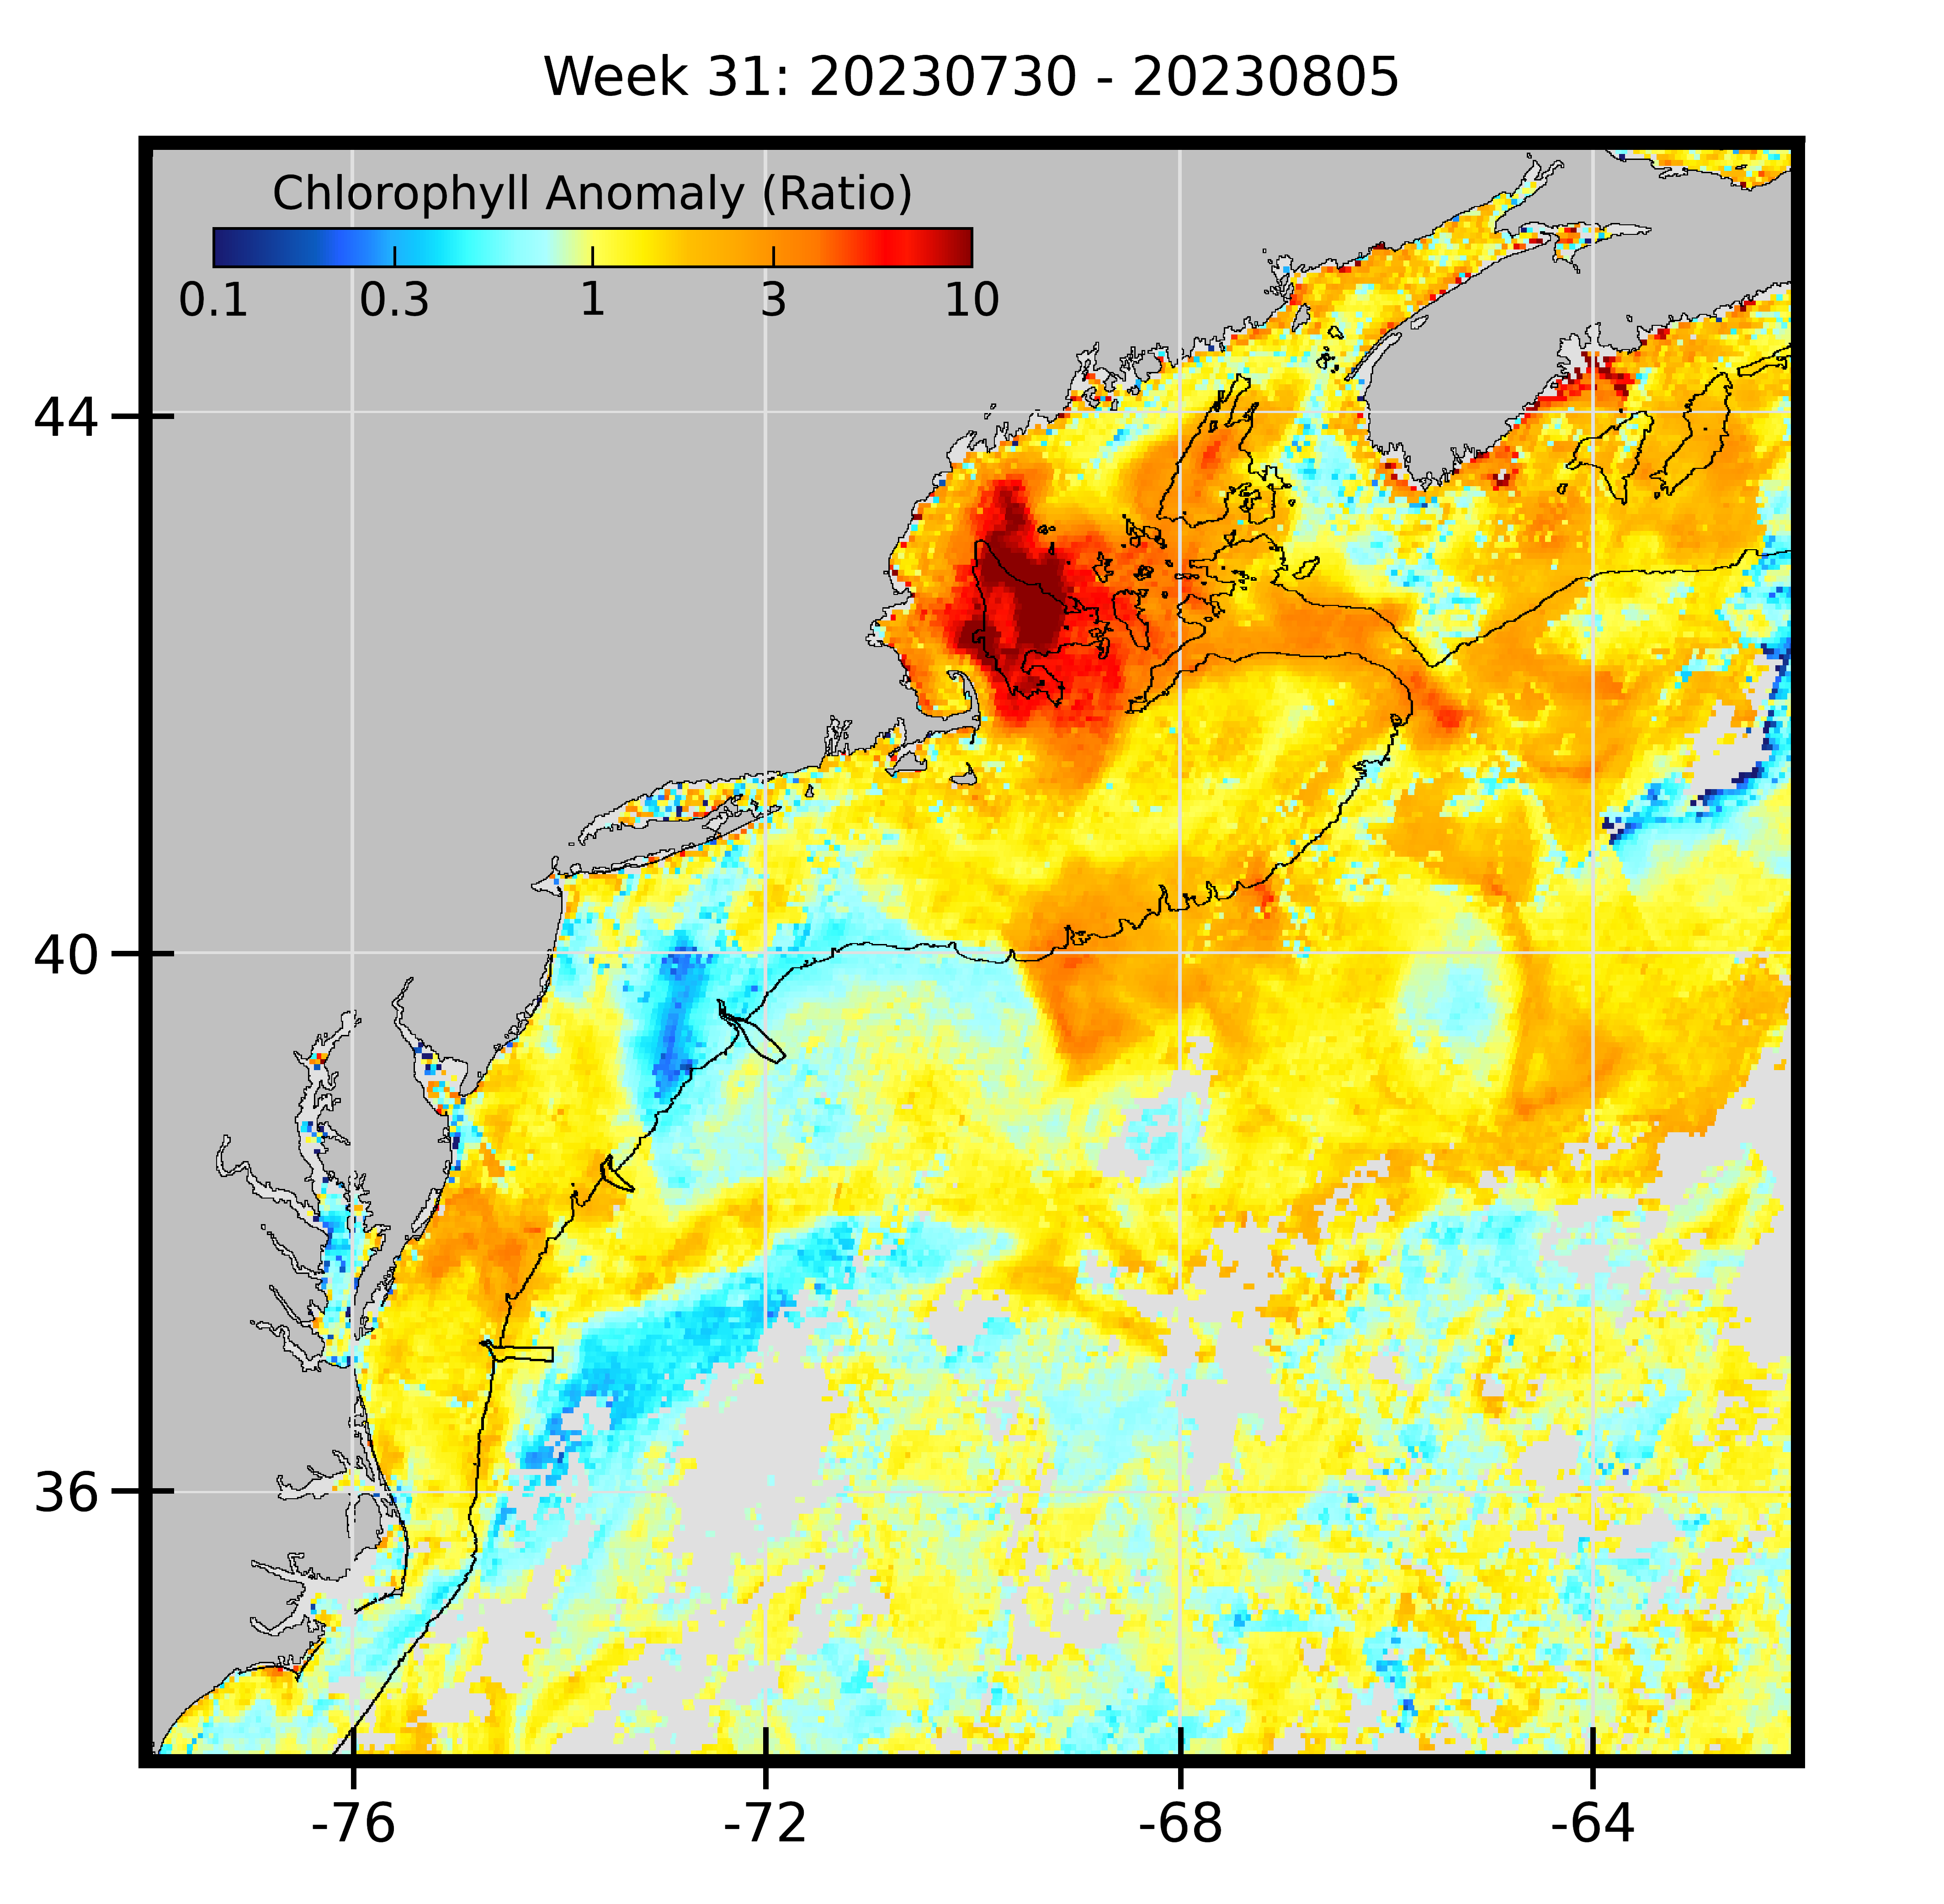 Week 31: 20230730 - 20230805
Chlorophyll Anomaly (Ratio)
0.1 0.3 1 3 10
44
40
36
-76 -72 -68 -64